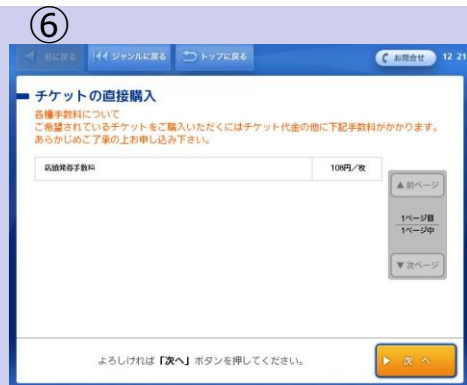 ⑥
前に戻る ジャンルに戻る トップに戻る お問合せ 12 21
チケットの直接購入
各種手数料について
ご希望されているチケットをご購入いただくにはチケット代金の他に下記手数料がかかります。
あらかじめご了承の上お申し込み下さい。
店頭発券手数料 108円/枚
▲前ページ
1ページ目
1ページ中
▼次ページ
よろしければ「次へ」ボタンを押してください。
次 へ